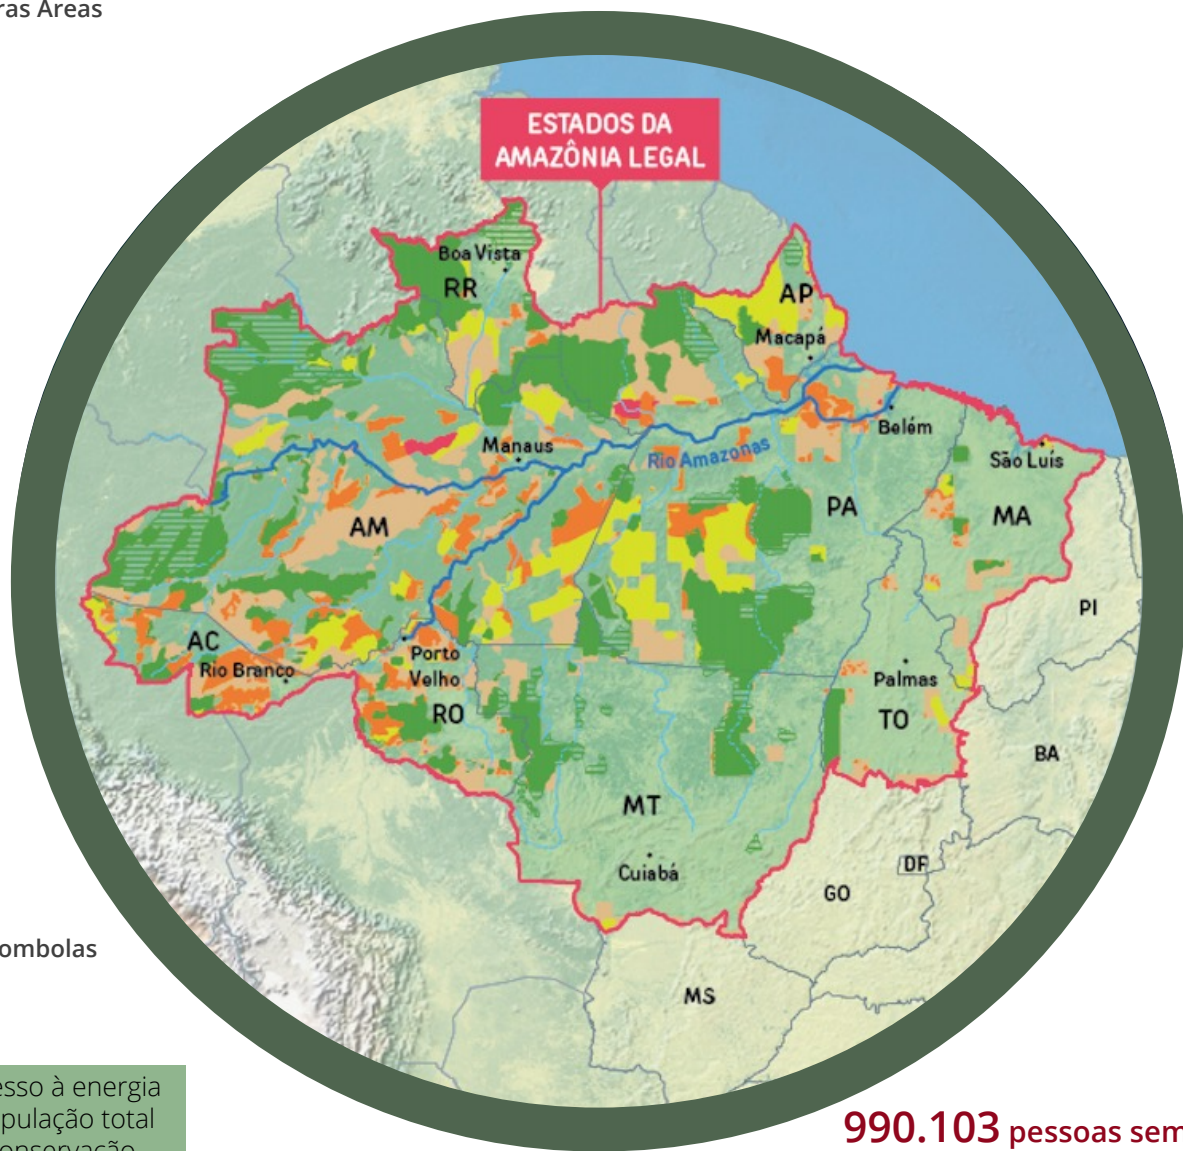 ras Áreas
ESTADOS DA
AMAZÔNIA LEGAL
Boa Vista
RR
AP
Macapá
Belém
São Luís
Manaus
Rio Amazonas
PA
MA
AM
PI
AC
Rio Branco
Porto
Velho
RO
Palmas
TO
BA
MT
Cuiabá
DF
GO
ombolas
MS
esso à energia
pulação total
onservação
990.103 pessoas sem